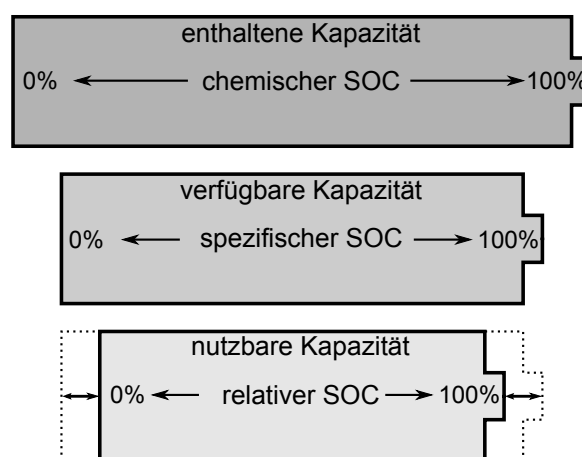 enthaltene Kapazität
0% chemischer SOC 100%
verfügbare Kapazität
0% spezifischer SOC 100%
nutzbare Kapazität
0% relativer SOC 100%